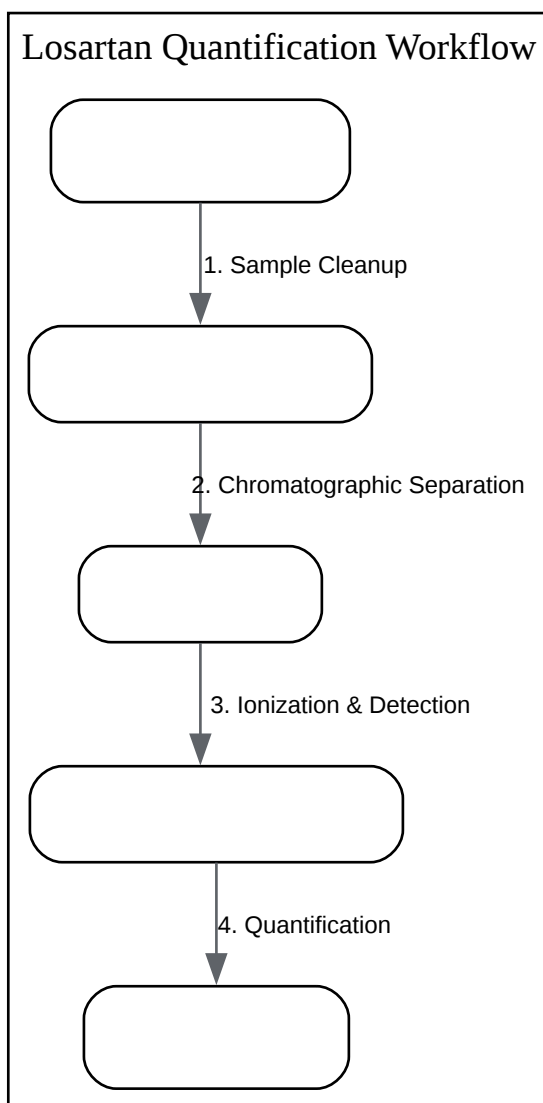 Losartan Quantification Workflow
1. Sample Cleanup
2. Chromatographic Separation
3. Ionization & Detection
4. Quantification